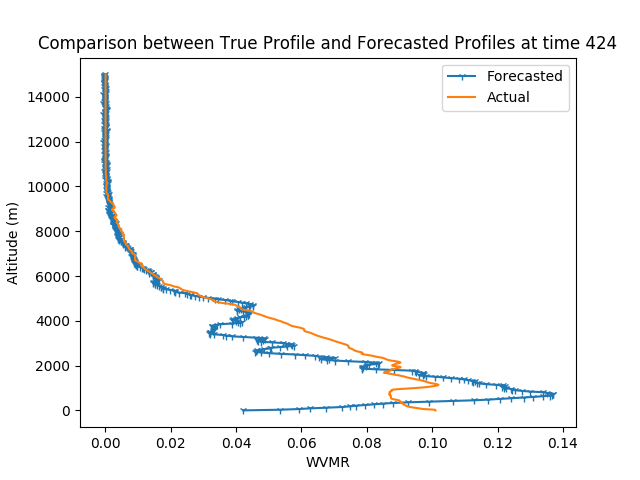 Comparison between True Profile and Forecasted Profiles at time 424
Forecasted
Actual
14000
12000
10000
8000
6000
4000
2000
0
Altitude (m)
0.00 0.02 0.04 0.06 0.08 0.10 0.12 0.14
WVMR